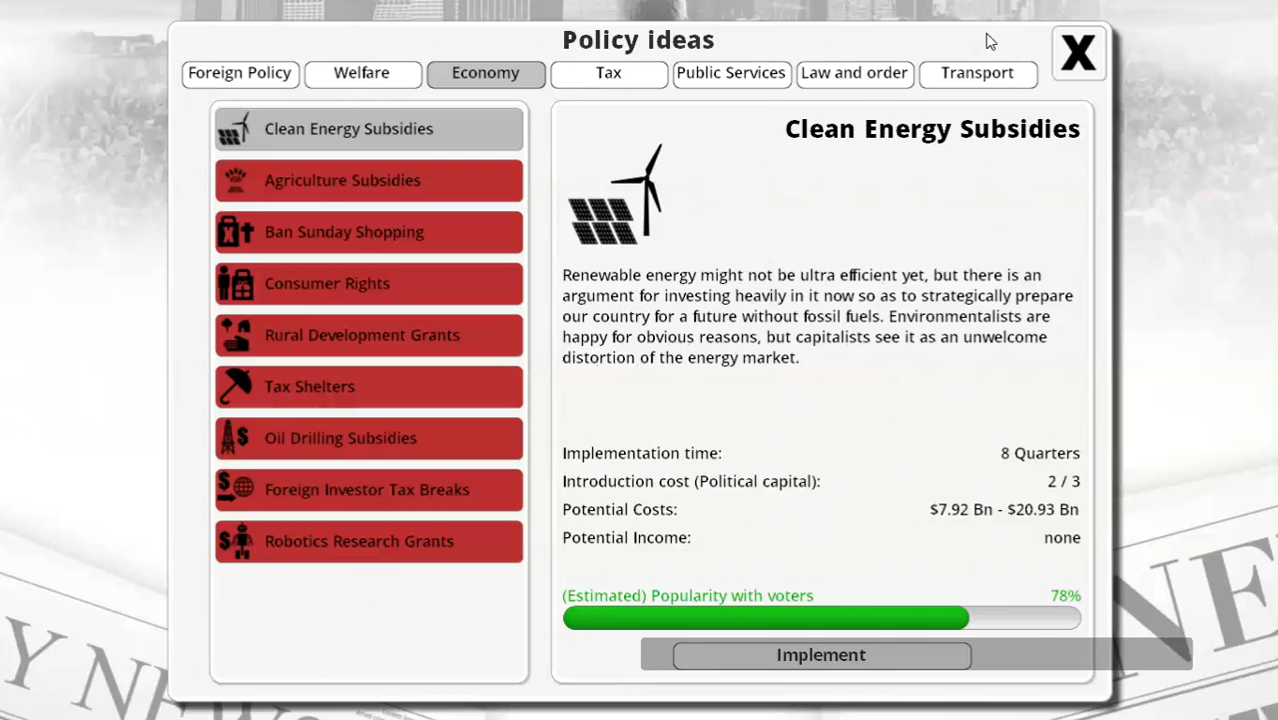 Policy ideas
X
Foreign Policy
Welfare
Economy
Tax
Public Services
Law and order
Transport
Clean Energy Subsidies
Agriculture Subsidies
Ban Sunday Shopping
Consumer Rights
Rural Development Grants
Tax Shelters
Oil Drilling Subsidies
Foreign Investor Tax Breaks
Robotics Research Grants
Clean Energy Subsidies
Renewable energy might not be ultra efficient yet, but there is an
argument for investing heavily in it now so as to strategically prepare
our country for a future without fossil fuels. Environmentalists are
happy for obvious reasons, but capitalists see it as an unwelcome
distortion of the energy market.
Implementation time: 8 Quarters
Introduction cost (Political capital): 2 / 3
Potential Costs: $7.92 Bn - $20.93 Bn
Potential Income: none
(Estimated) Popularity with voters 78%
Implement